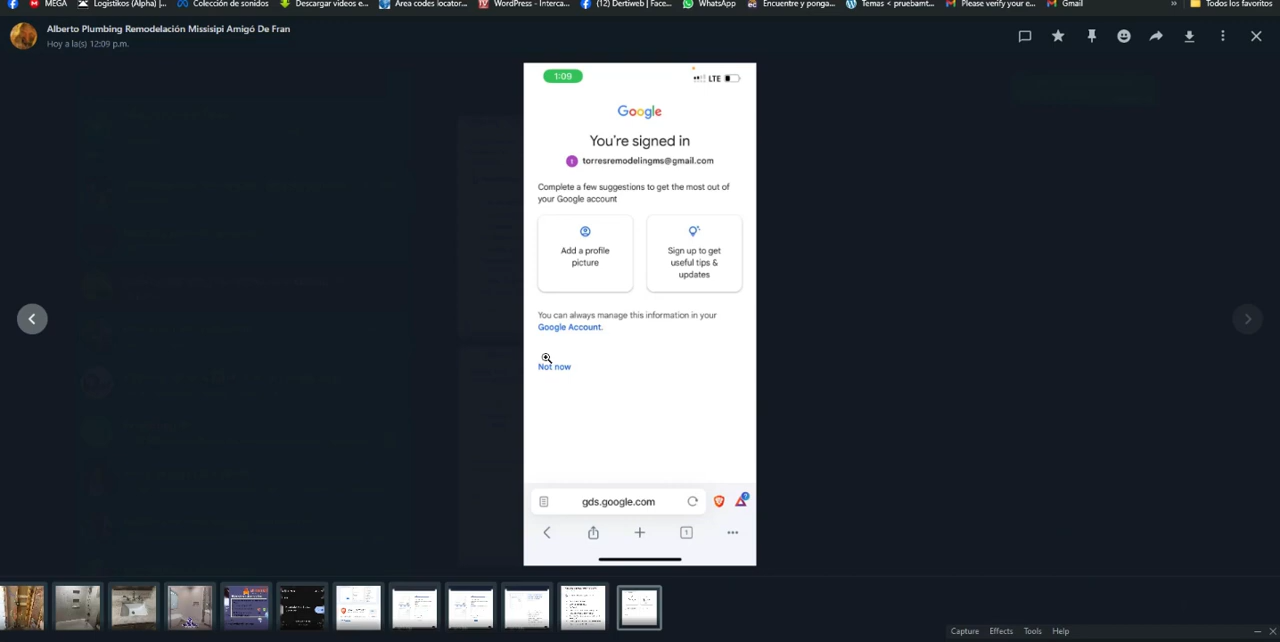 MEGA
Logistikos (Alpha) |...
Colección de sonidos
Descargar videos e...
Area codes locator...
WordPress - Interca...
(12) Dertiweb | Face...
WhatsApp
Encuentre y ponga...
Temas < pruebamt...
Please verify your e...
Gmail
»
Todos los favoritos
Alberto Plumbing Remodelación Missisipi Amigó De Fran
Hoy a la(s) 12:09 p.m.
1:09
LTE
Google
You're signed in
torresremodelingms@gmail.com
Complete a few suggestions to get the most out of
your Google account
Add a profile
picture
Sign up to get
useful tips &
updates
You can always manage this information in your
Google Account.
Not now
gds.google.com
1
Capture
Effects
Tools
Help